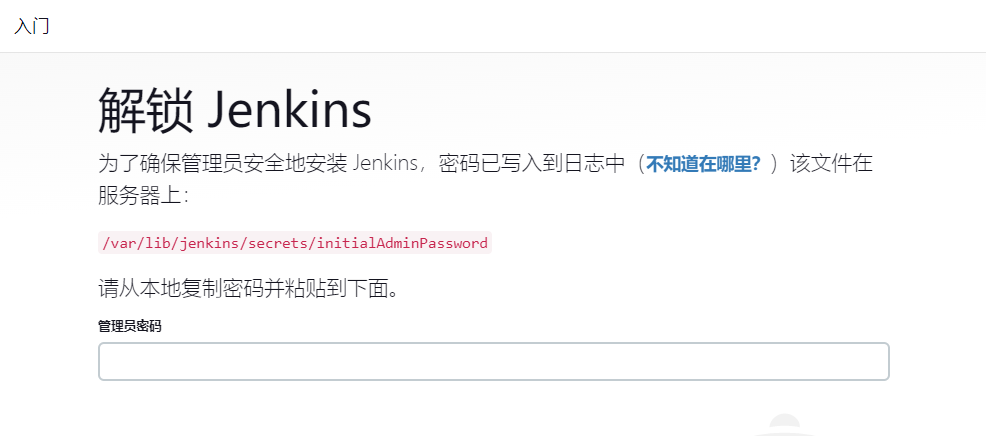 入门
解锁 Jenkins
为了确保管理员安全地安装 Jenkins，密码已写入到日志中（不知道在哪里？）该文件在
服务器上：
/var/lib/jenkins/secrets/initialAdminPassword
请从本地复制密码并粘贴到下面。
管理员密码